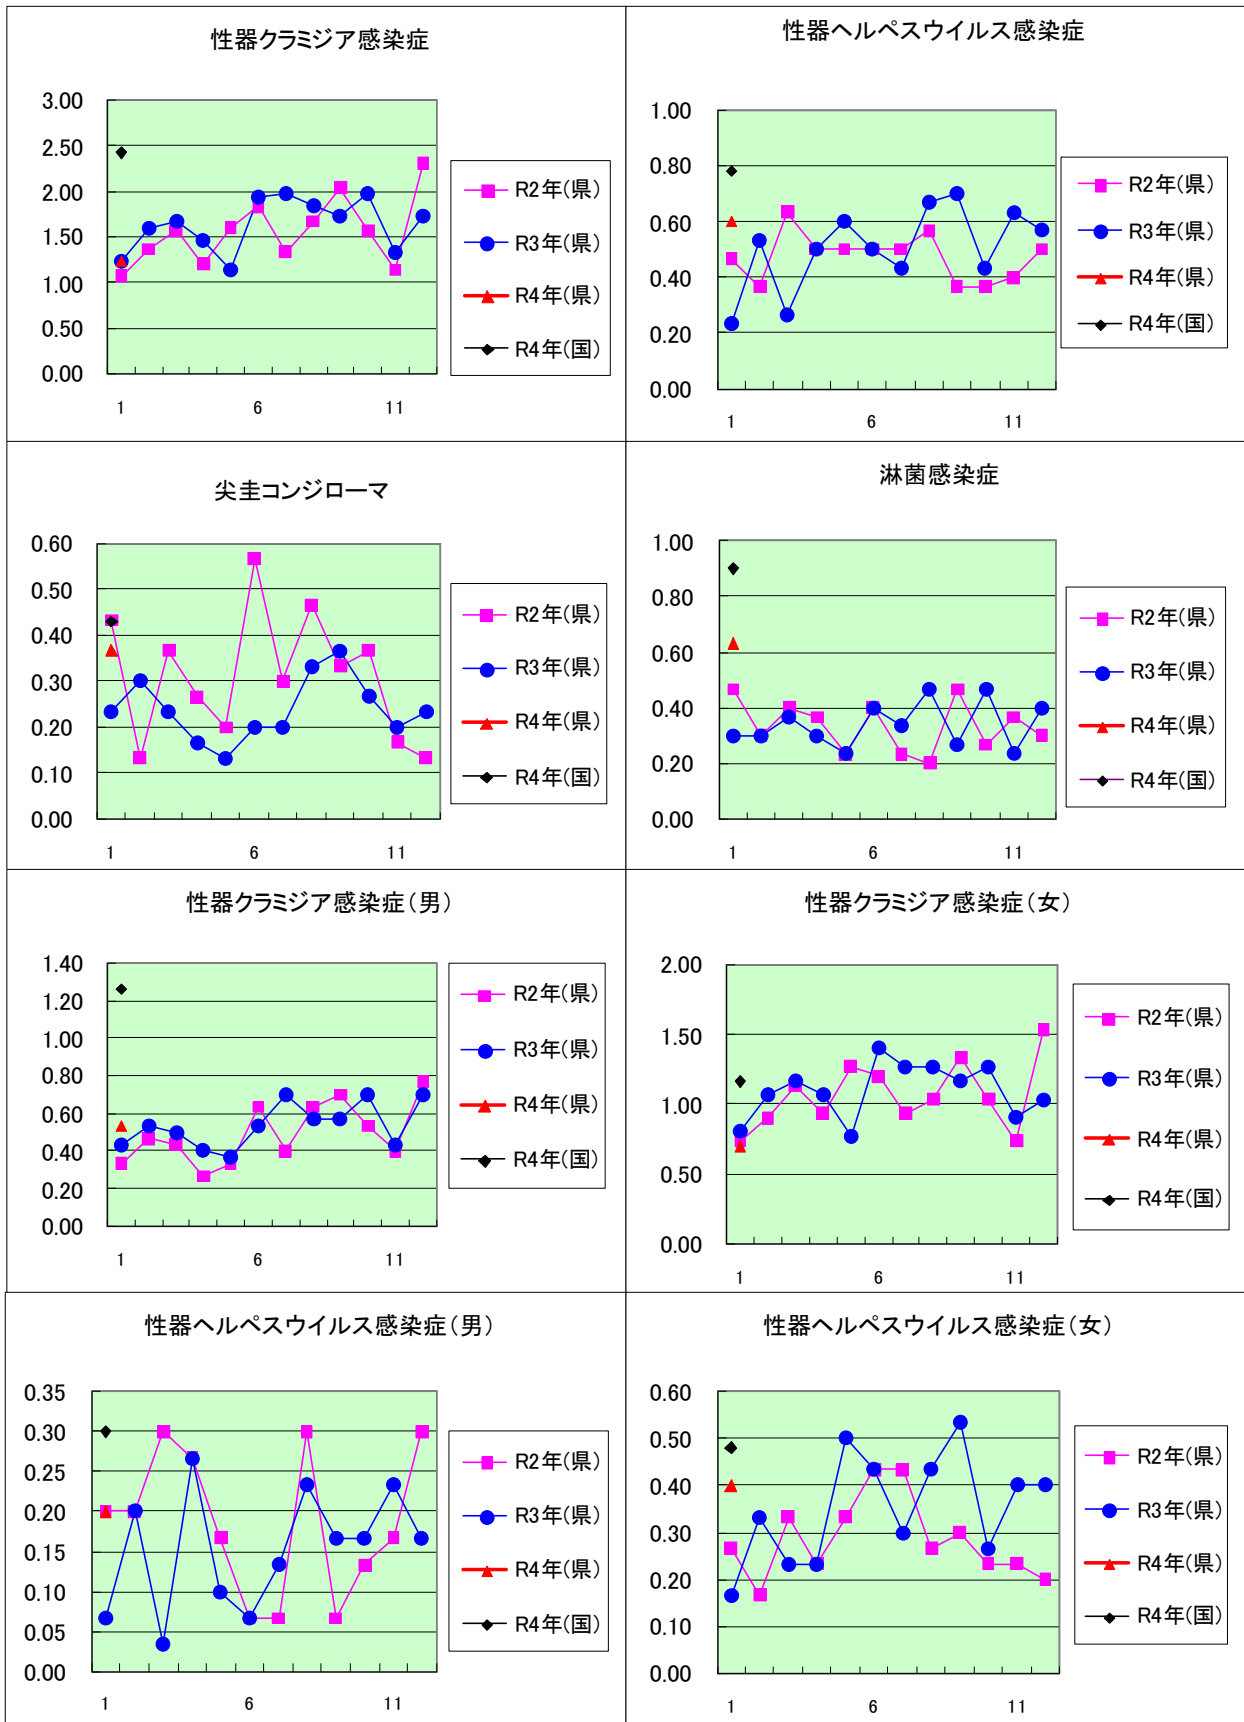 性器クラミジア感染症
3.00
2.50
2.00
1.50
1.00
0.50
0.00
1
6
11
R2年(県)
R3年(県)
R4年(県)
R4年(国)
性器ヘルペスウイルス感染症
1.00
0.80
0.60
0.40
0.20
0.00
1
6
11
R2年(県)
R3年(県)
R4年(県)
R4年(国)
尖圭コンジローマ
0.60
0.50
0.40
0.30
0.20
0.10
0.00
1
6
11
R2年(県)
R3年(県)
R4年(県)
R4年(国)
淋菌感染症
1.00
0.80
0.60
0.40
0.20
0.00
1
6
11
R2年(県)
R3年(県)
R4年(県)
R4年(国)
性器クラミジア感染症(男)
1.40
1.20
1.00
0.80
0.60
0.40
0.20
0.00
1
6
11
R2年(県)
R3年(県)
R4年(県)
R4年(国)
性器クラミジア感染症(女)
2.00
1.50
1.00
0.50
0.00
1
6
11
R2年(県)
R3年(県)
R4年(県)
R4年(国)
性器ヘルペスウイルス感染症(男)
0.35
0.30
0.25
0.20
0.15
0.10
0.05
0.00
1
6
11
R2年(県)
R3年(県)
R4年(県)
R4年(国)
性器ヘルペスウイルス感染症(女)
0.60
0.50
0.40
0.30
0.20
0.10
0.00
1
6
11
R2年(県)
R3年(県)
R4年(県)
R4年(国)